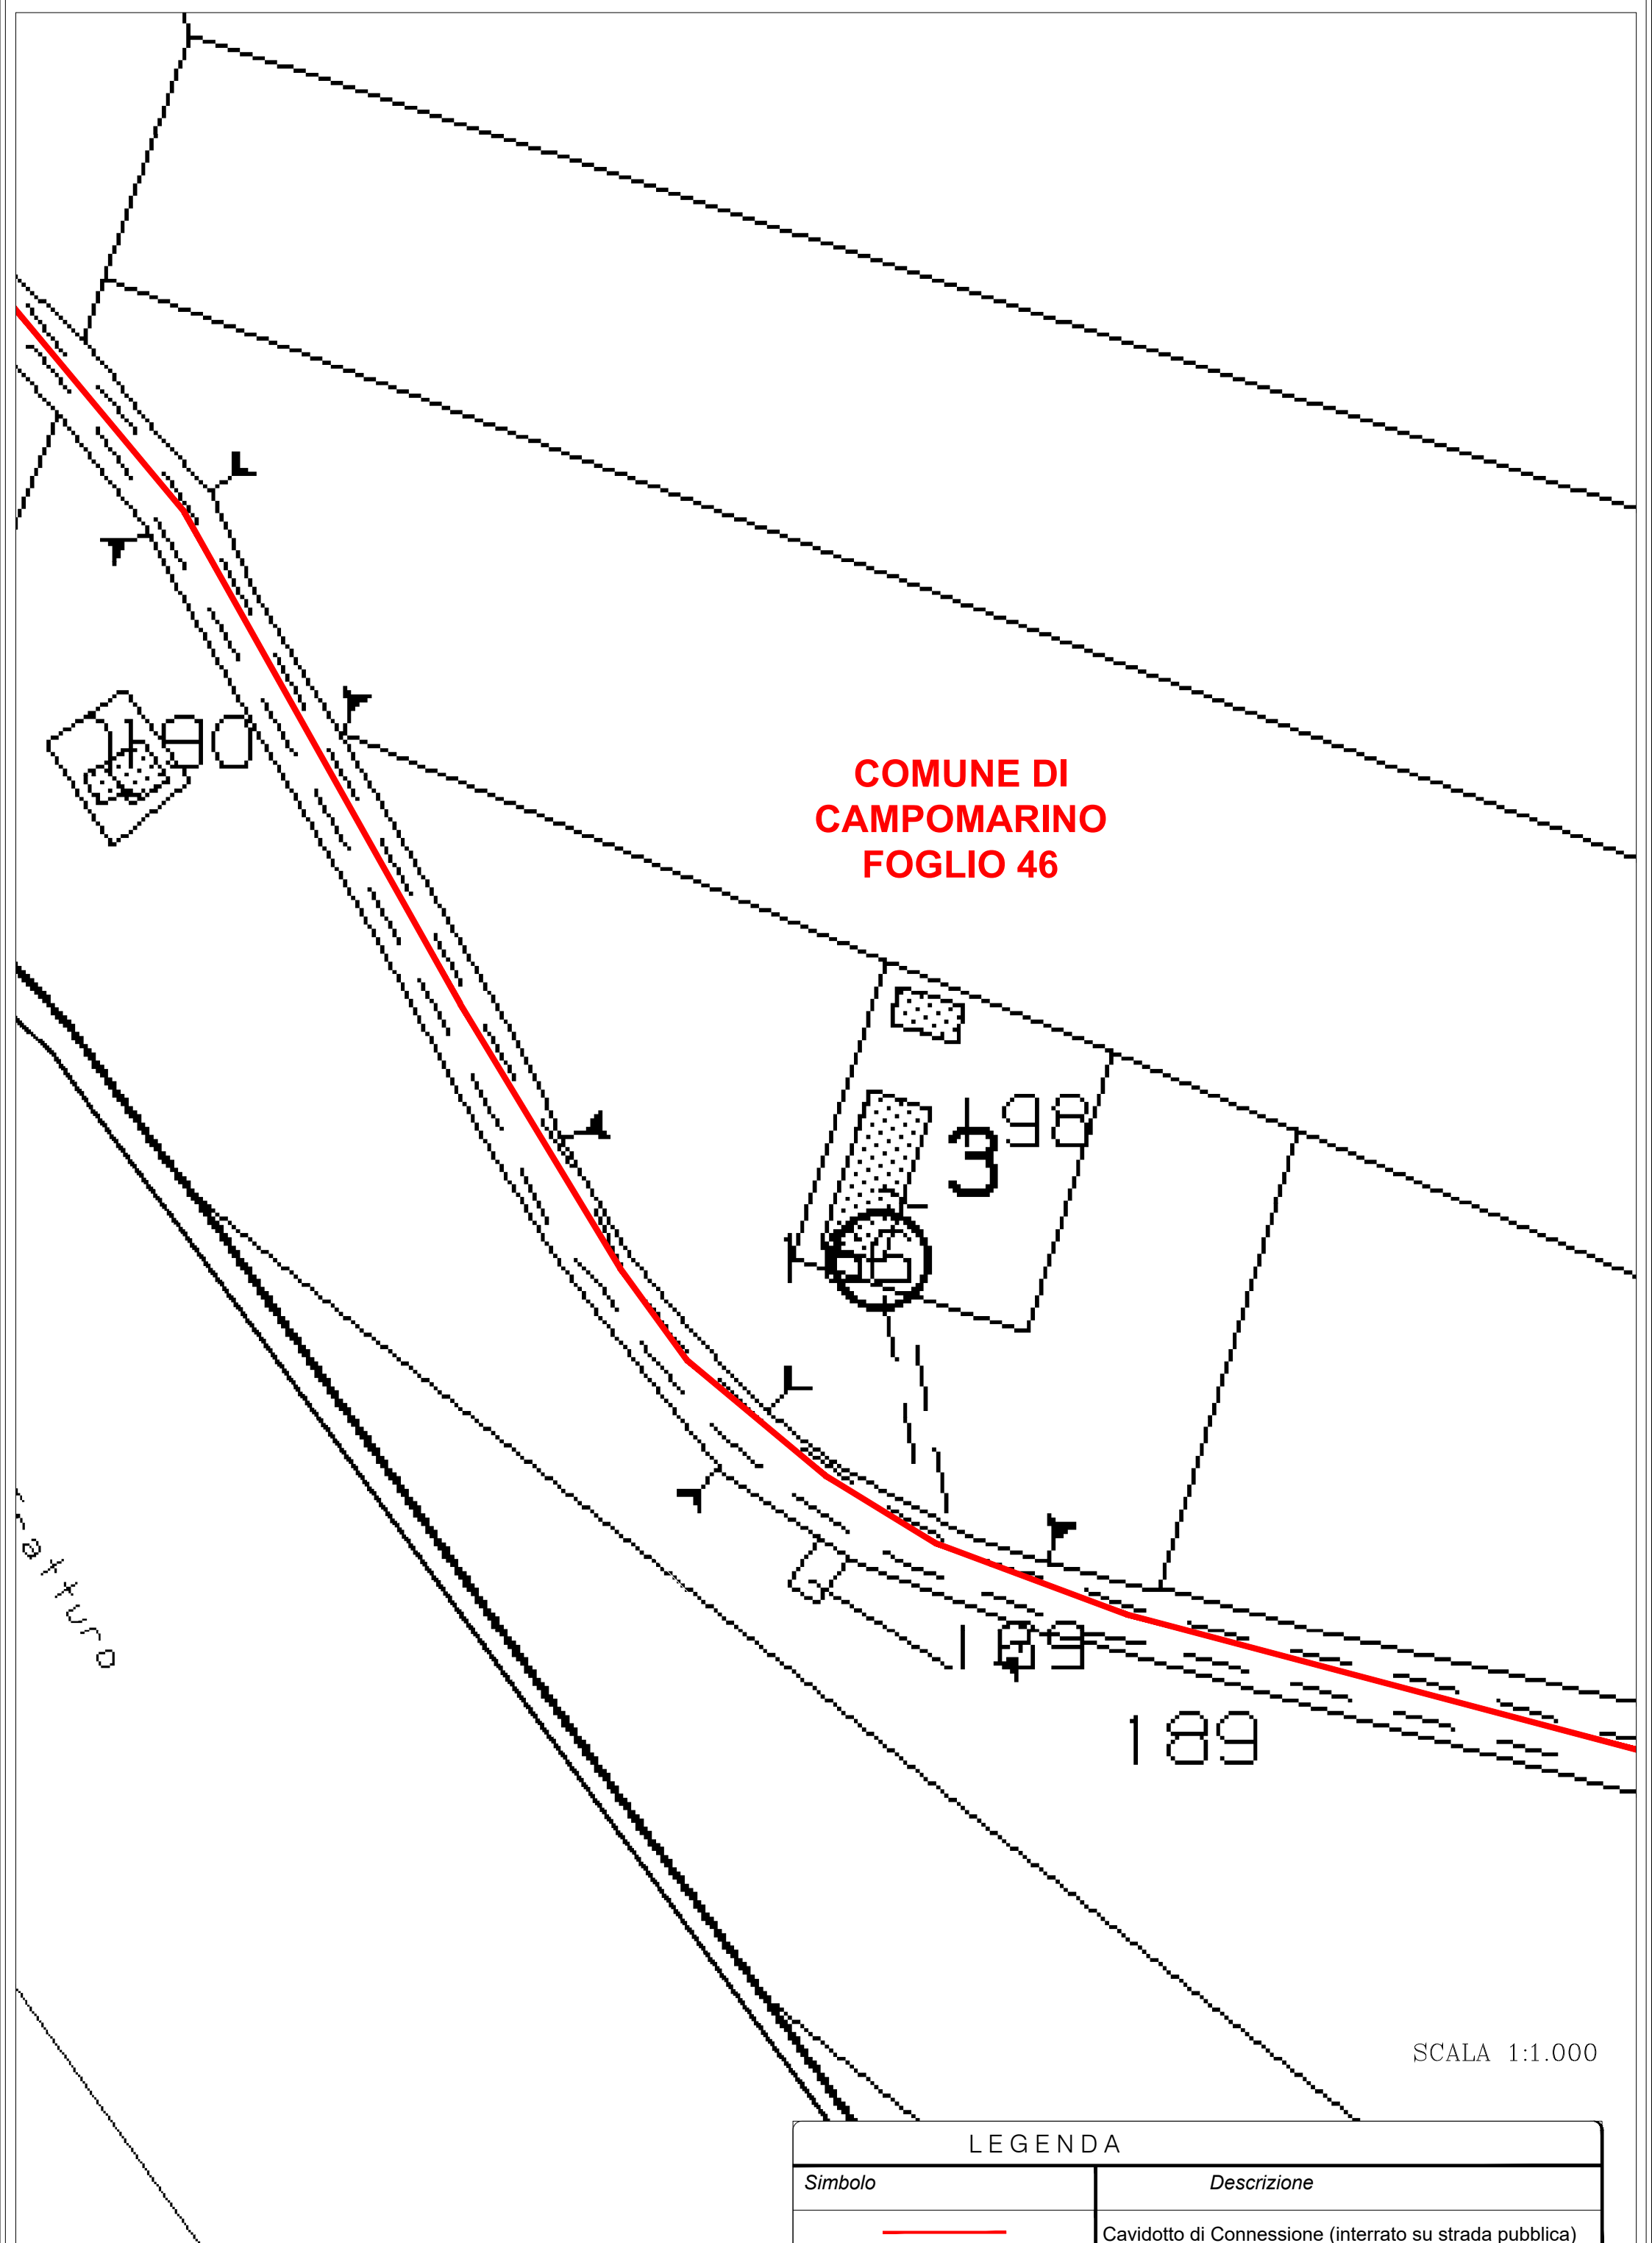 190
COMUNE DI
CAMPOMARINO
FOGLIO 46
198
3
ratturo
189
189
SCALA 1:1.000
LEGENDA
Simbolo
Descrizione
Cavidotto di Connessione (interrato su strada pubblica)